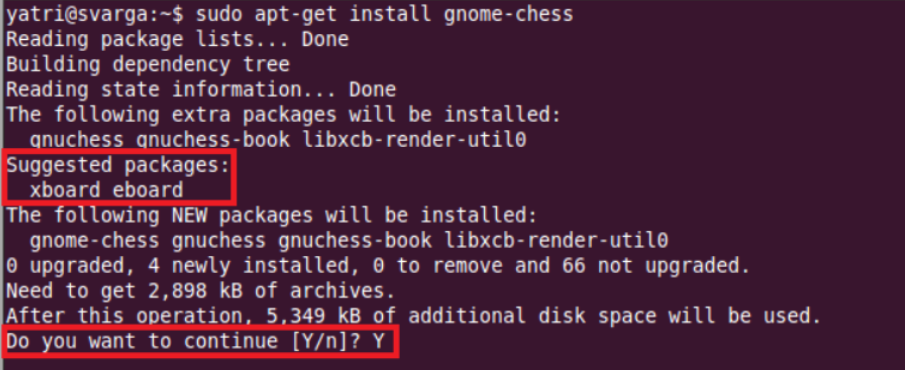 yatri@svarga:~$ sudo apt-get install gnome-chess
Reading package lists... Done
Building dependency tree
Reading state information... Done
The following extra packages will be installed:
  gnuchess gnuchess-book libxcb-render-util0
Suggested packages:
  xboard eboard
The following NEW packages will be installed:
  gnome-chess gnuchess gnuchess-book libxcb-render-util0
0 upgraded, 4 newly installed, 0 to remove and 66 not upgraded.
Need to get 2,898 kB of archives.
After this operation, 5,349 kB of additional disk space will be used.
Do you want to continue [Y/n]? Y